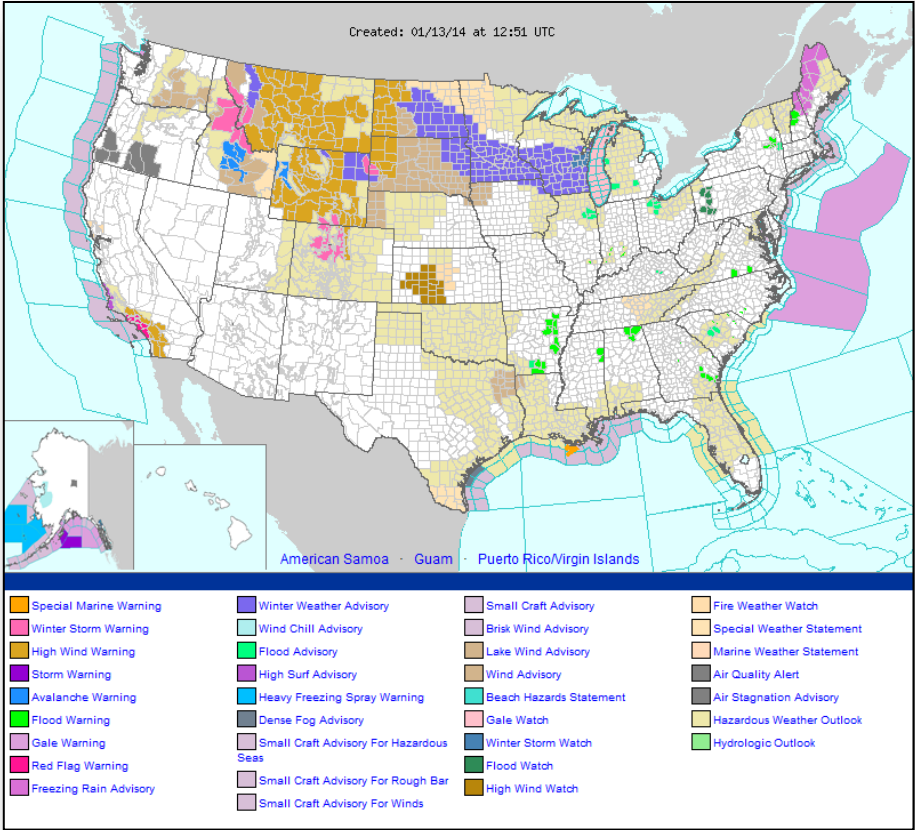 Created: 01/13/14 at 12:51 UTC
American Samoa - Guam - Puerto Rico/Virgin Islands
Special Marine Warning
Winter Storm Warning
High Wind Warning
Storm Warning
Avalanche Warning
Flood Warning
Gale Warning
Red Flag Warning
Freezing Rain Advisory
Winter Weather Advisory
Wind Chill Advisory
Flood Advisory
High Surf Advisory
Heavy Freezing Spray Warning
Dense Fog Advisory
Small Craft Advisory For Hazardous
Seas
Small Craft Advisory For Rough Bar
Small Craft Advisory For Winds
Small Craft Advisory
Brisk Wind Advisory
Lake Wind Advisory
Wind Advisory
Beach Hazards Statement
Gale Watch
Winter Storm Watch
Flood Watch
High Wind Watch
Fire Weather Watch
Special Weather Statement
Marine Weather Statement
Air Quality Alert
Air Stagnation Advisory
Hazardous Weather Outlook
Hydrologic Outlook